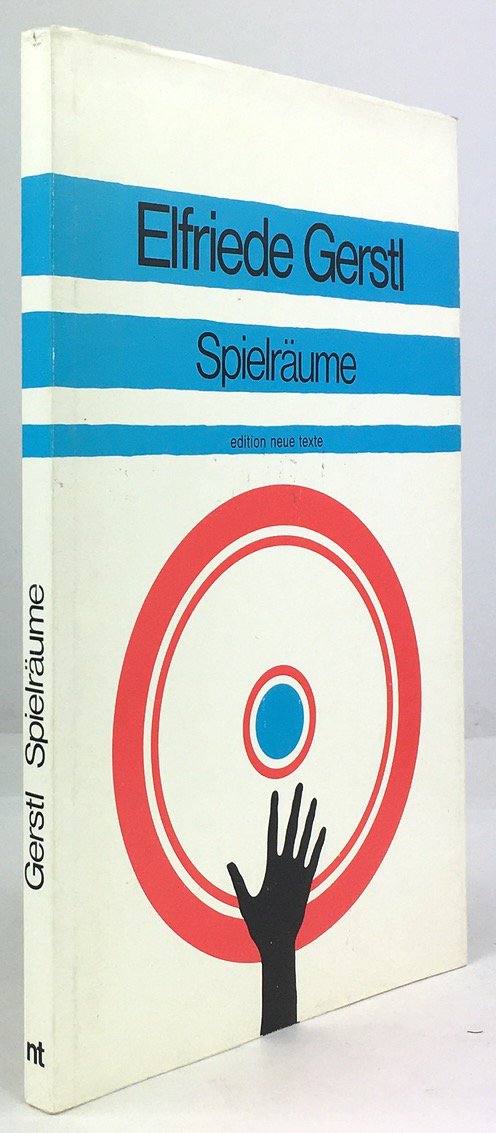 Elfriede Gerstl
Spielräume
edition neue texte
Gerstl Spielräume
nt